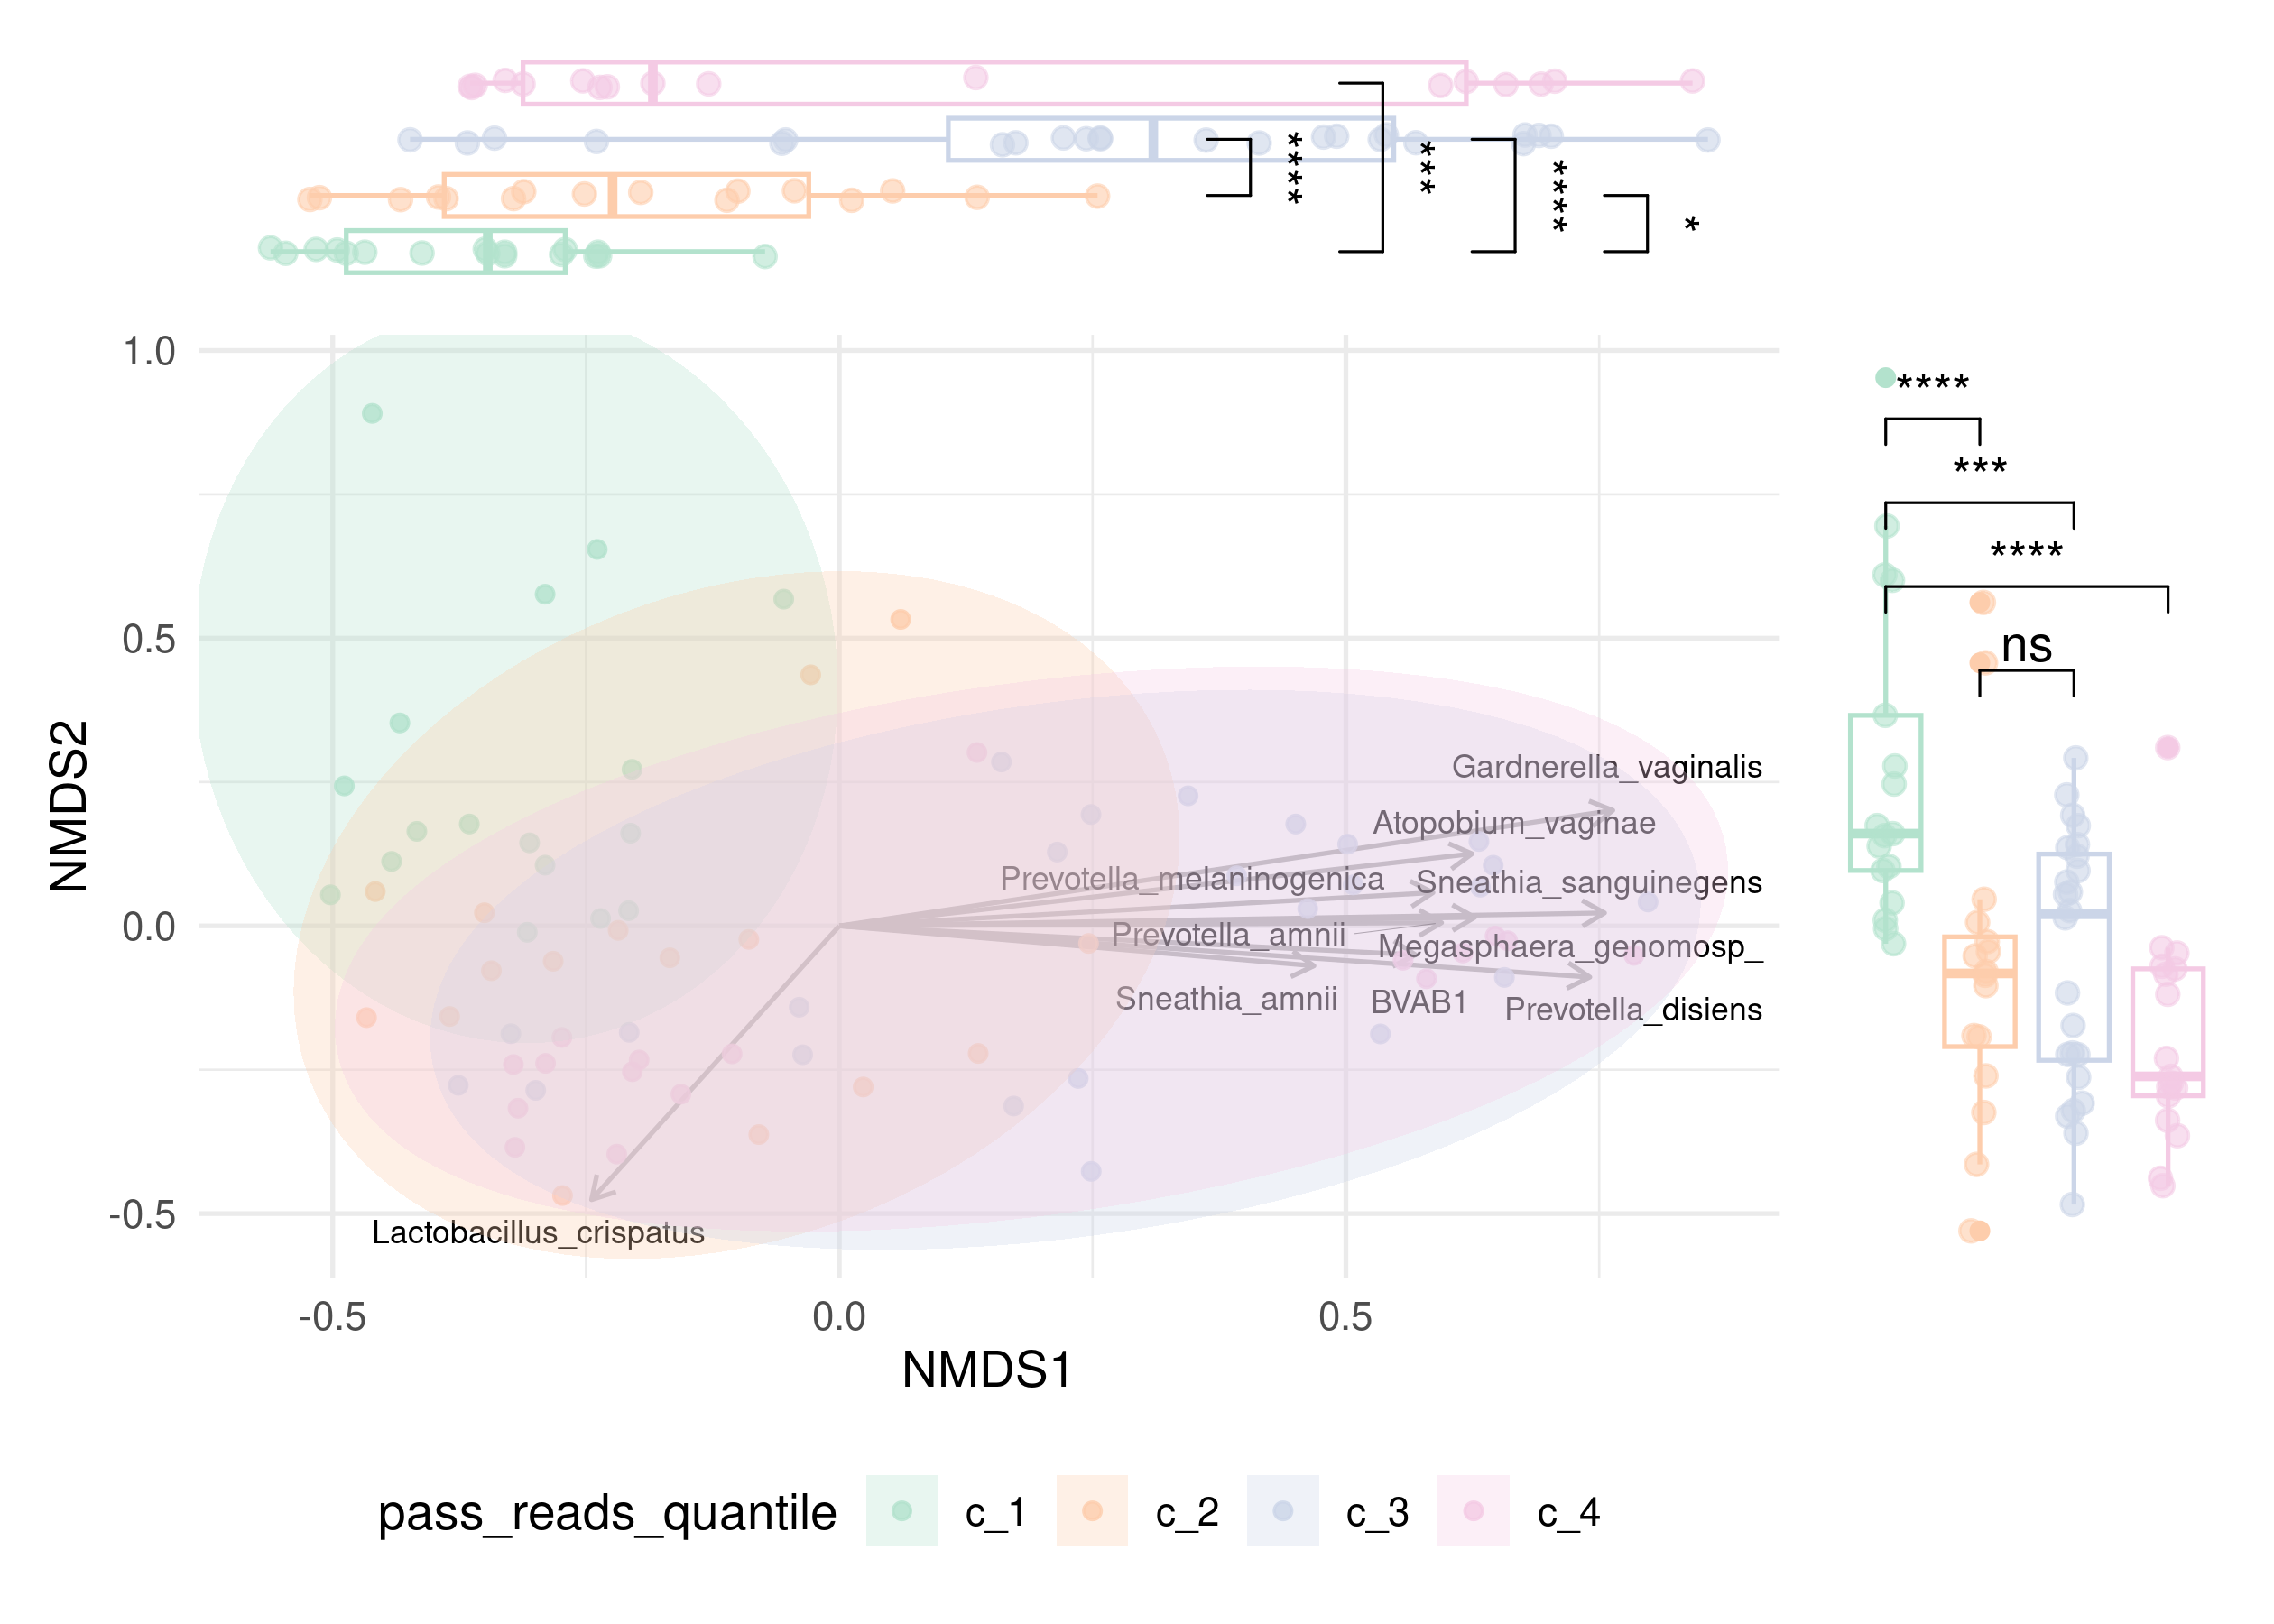 ****
***
****
*
1.0
0.5
0.0
-0.5
NMDS2
Gardnerella_vaginalis
Atopobium_vaginae
Prevotella_melaninogenica
Sneathia_sanguinegens
Prevotella_amnii
Megasphaera_genomosp_
Sneathia_amnii
BVAB1
Prevotella_disiens
Lactobacillus_crispatus
****
***
****
ns
-0.5
0.0
0.5
NMDS1
pass_reads_quantile c_1 c_2 c_3 c_4